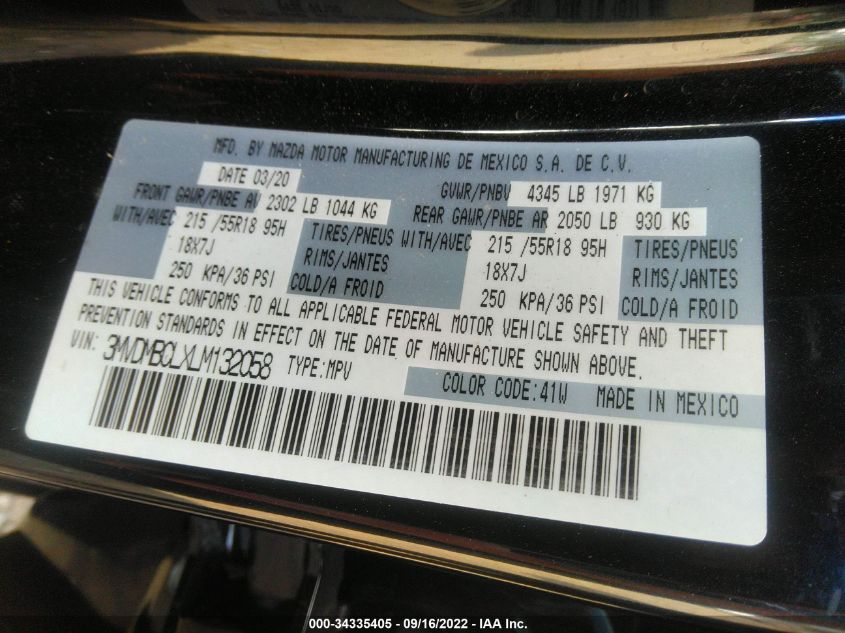 MFD. BY MAZDA MOTOR MANUFACTURING DE MEXICO S.A. DE C.V.
DATE 03/20 GVWR/PNBV 4345 LB 1971 KG
FRONT GAWR/PNBE AV 2302 LB 1044 KG REAR GAWR/PNBE AR 2050 LB 930 KG
WITH/AVEC 215 /55R18 95H TIRES/PNEUS WITH/AVEC 215 /55R18 95H TIRES/PNEUS
18X7J RIMS/JANTES 18X7J RIMS/JANTES
250 KPA/36 PSI COLD/A FROID 250 KPA/36 PSI COLD/A FROID
THIS VEHICLE CONFORMS TO ALL APPLICABLE FEDERAL MOTOR VEHICLE SAFETY AND THEFT
PREVENTION STANDARDS IN EFFECT ON THE DATE OF MANUFACTURE SHOWN ABOVE.
VIN: 3MVDMBCLXLM132058 TYPE:MPV
COLOR CODE:41W MADE IN MEXICO
000-34335405 - 09/16/2022 - IAA Inc.